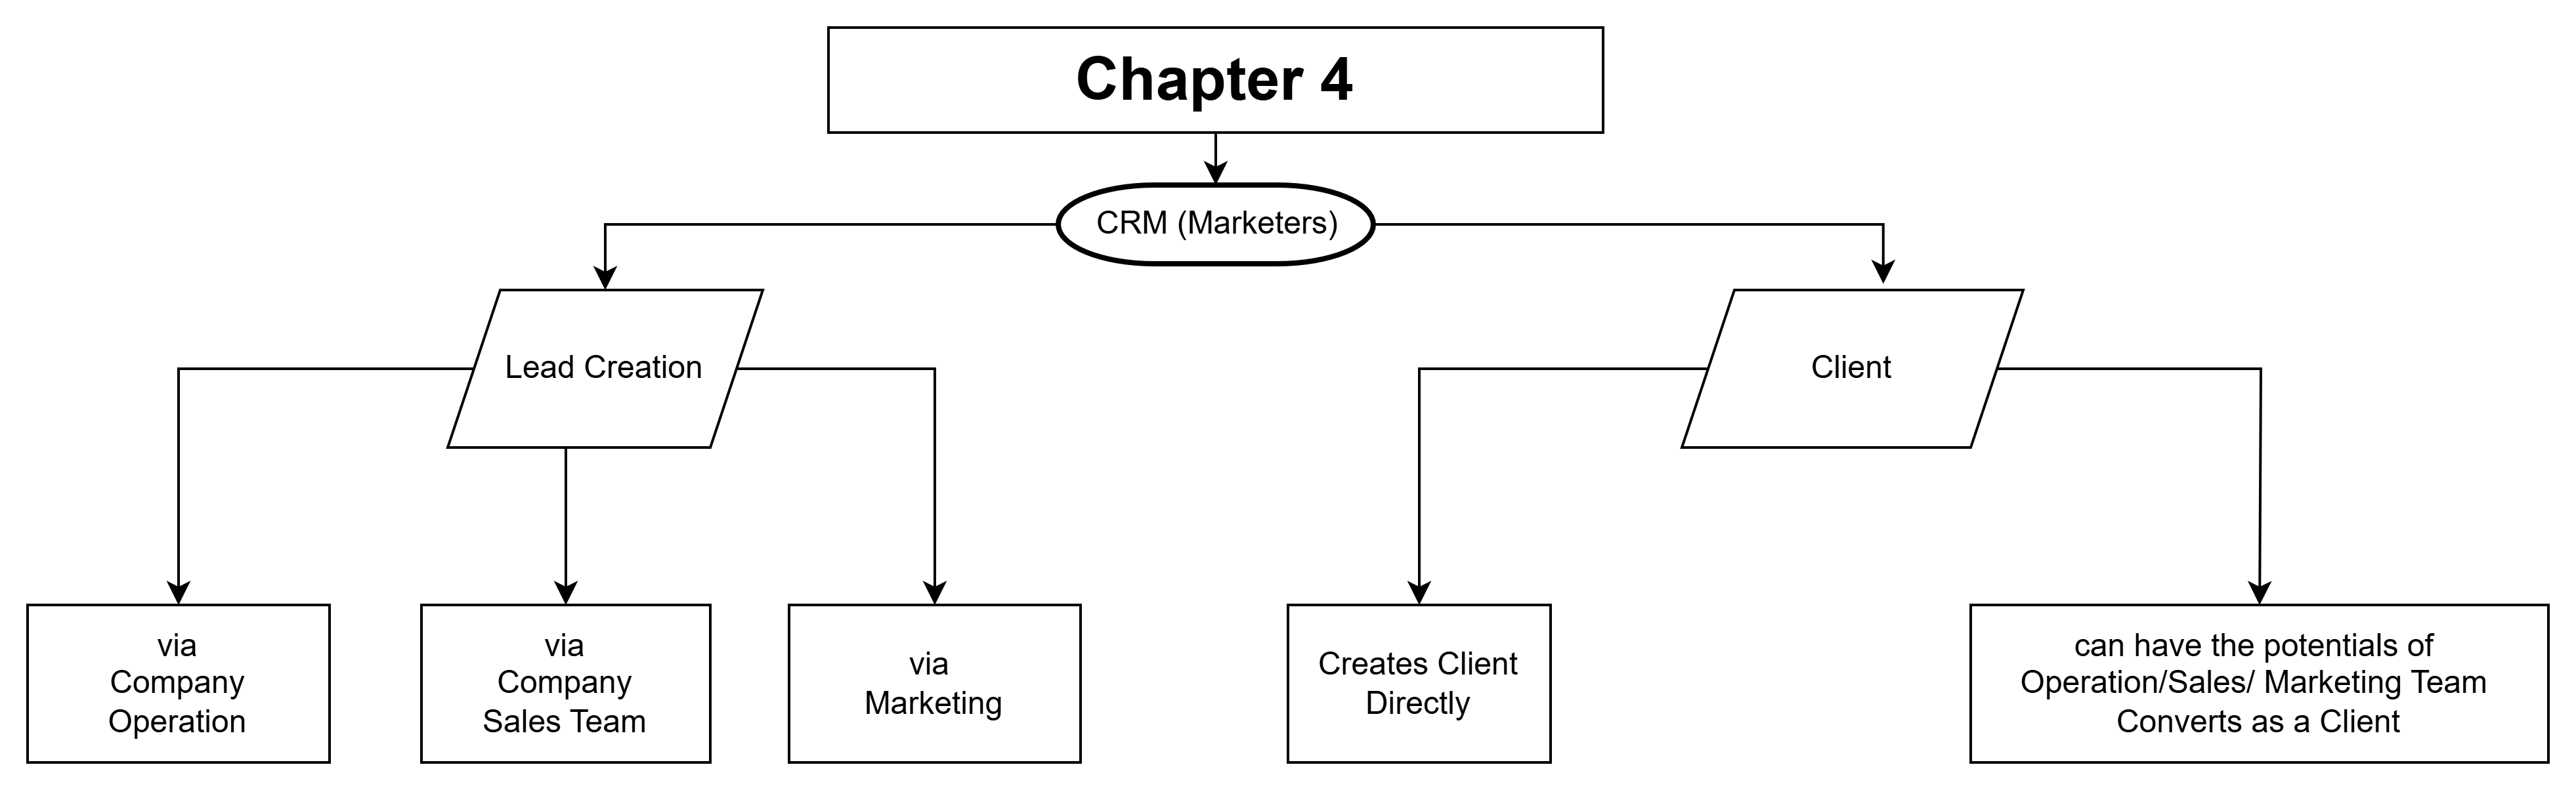 Chapter 4
CRM (Marketers)
Lead Creation
Client
via
Company
Operation
via
Company
Sales Team
via
Marketing
Creates Client
Directly
can have the potentials of
Operation/Sales/ Marketing Team
Converts as a Client